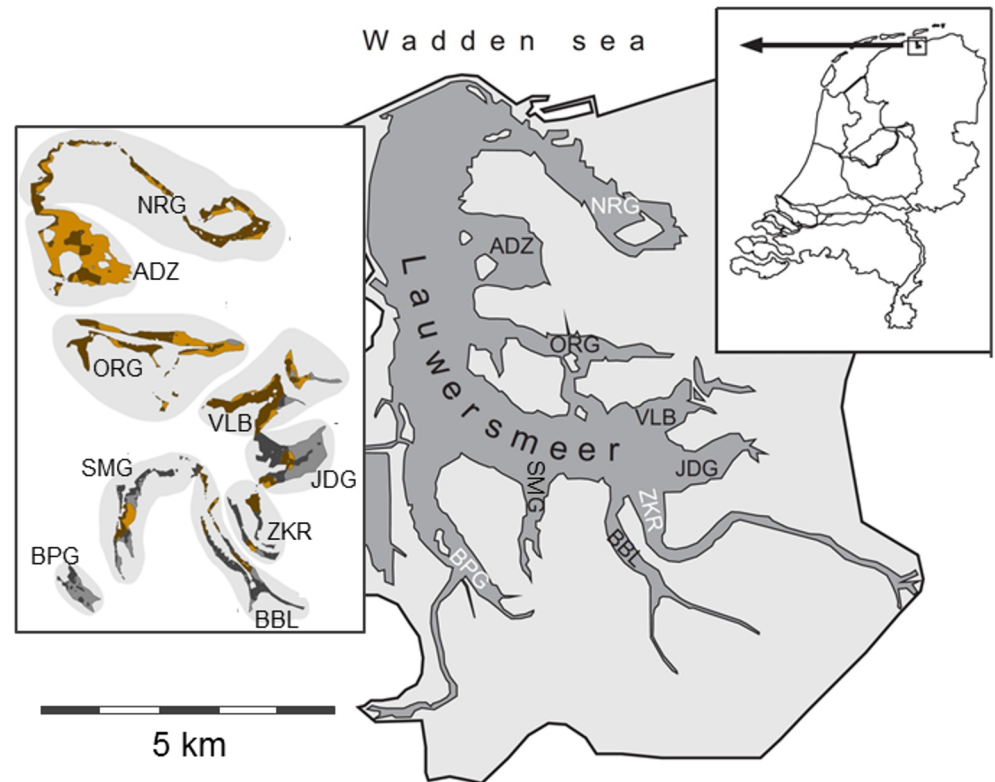 Wadden sea
NRG
ADZ
ORG
VLB
SMG
JDG
ZKR
BPG
BBL
NRG
ADZ
Lauwersmeer
ORG
VLB
JDG
SMG
ZKR
BBL
BPG
5 km